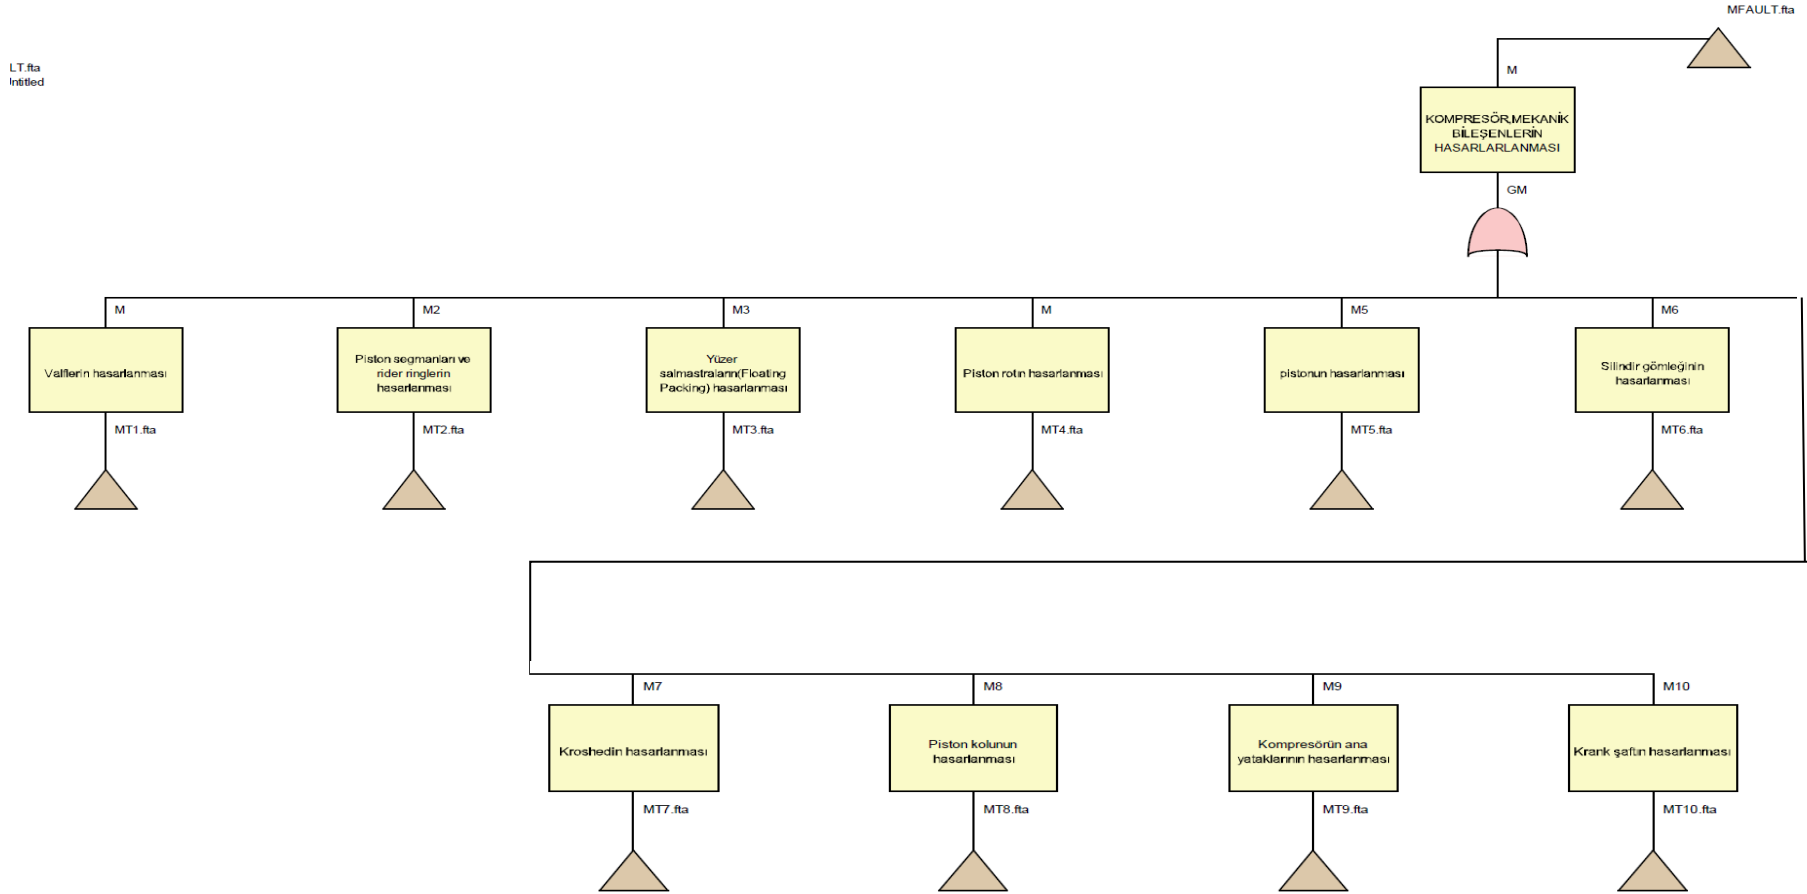 MFAULT.fta
LT.fta
Intitled
M
KOMPRESÖR,MEKANİK
BİLEŞENLERİN
HASARLARLANMASI
GM
M
M2
M3
M
M5
M6
Valflerin hasarlanması
Piston segmanları ve
rider ringlerin
hasarlanması
Yüzer
salmastraların(Floating
Packing) hasarlanması
Piston rotın hasarlanması
pistonun hasarlanması
Silindir gömleğinin
hasarlanması
MT1.fta
MT2.fta
MT3.fta
MT4.fta
MT5.fta
MT6.fta
M7
M8
M9
M10
Kroshedin hasarlanması
Piston kolunun
hasarlanması
Kompresörün ana
yataklarının hasarlanması
Krank şaftın hasarlanması
MT7.fta
MT8.fta
MT9.fta
MT10.fta